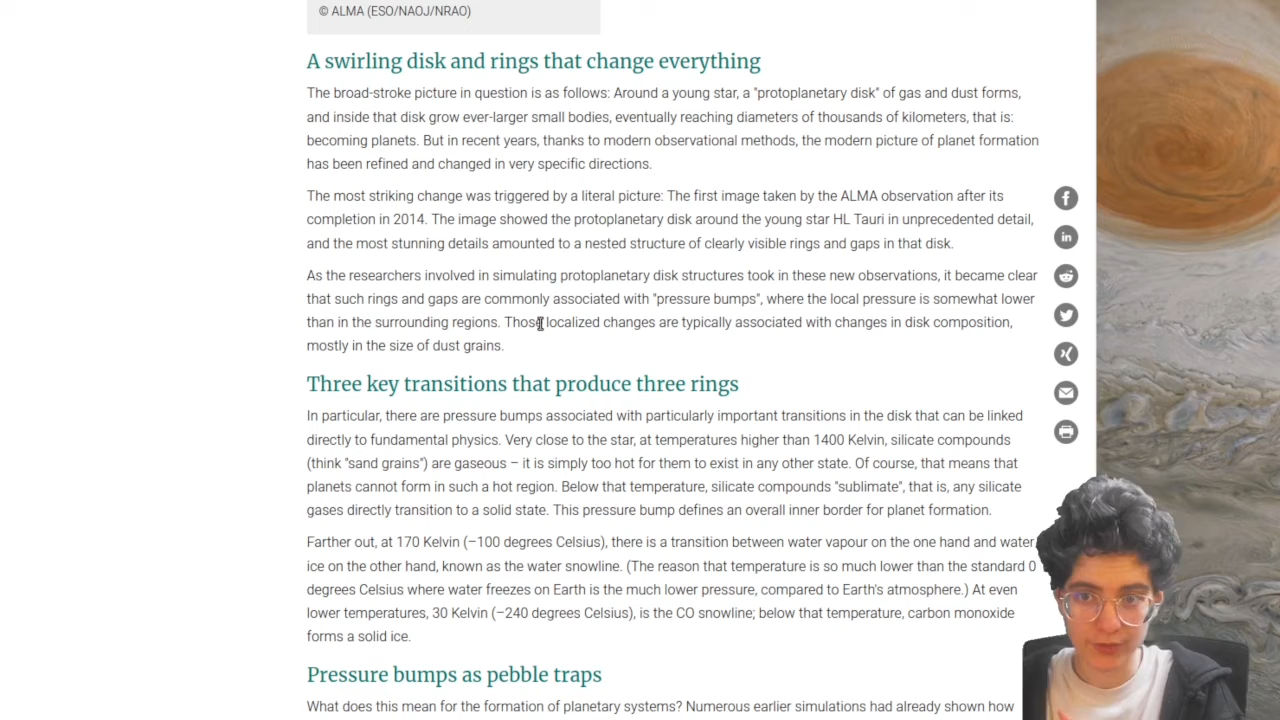 © ALMA (ESO/NAOJ/NRAO)
A swirling disk and rings that change everything
The broad-stroke picture in question is as follows: Around a young star, a "protoplanetary disk" of gas and dust forms,
and inside that disk grow ever-larger small bodies, eventually reaching diameters of thousands of kilometers, that is:
becoming planets. But in recent years, thanks to modern observational methods, the modern picture of planet formation
has been refined and changed in very specific directions.
The most striking change was triggered by a literal picture: The first image taken by the ALMA observation after its
completion in 2014. The image showed the protoplanetary disk around the young star HL Tauri in unprecedented detail,
and the most stunning details amounted to a nested structure of clearly visible rings and gaps in that disk.
As the researchers involved in simulating protoplanetary disk structures took in these new observations, it became clear
that such rings and gaps are commonly associated with "pressure bumps", where the local pressure is somewhat lower
than in the surrounding regions. Those localized changes are typically associated with changes in disk composition,
mostly in the size of dust grains.
Three key transitions that produce three rings
In particular, there are pressure bumps associated with particularly important transitions in the disk that can be linked
directly to fundamental physics. Very close to the star, at temperatures higher than 1400 Kelvin, silicate compounds
(think "sand grains") are gaseous – it is simply too hot for them to exist in any other state. Of course, that means that
planets cannot form in such a hot region. Below that temperature, silicate compounds "sublimate", that is, any silicate
gases directly transition to a solid state. This pressure bump defines an overall inner border for planet formation.
Farther out, at 170 Kelvin (–100 degrees Celsius), there is a transition between water vapour on the one hand and water
ice on the other hand, known as the water snowline. (The reason that temperature is so much lower than the standard 0
degrees Celsius where water freezes on Earth is the much lower pressure, compared to Earth's atmosphere.) At even
lower temperatures, 30 Kelvin (–240 degrees Celsius), is the CO snowline; below that temperature, carbon monoxide
forms a solid ice.
Pressure bumps as pebble traps
What does this mean for the formation of planetary systems? Numerous earlier simulations had already shown how